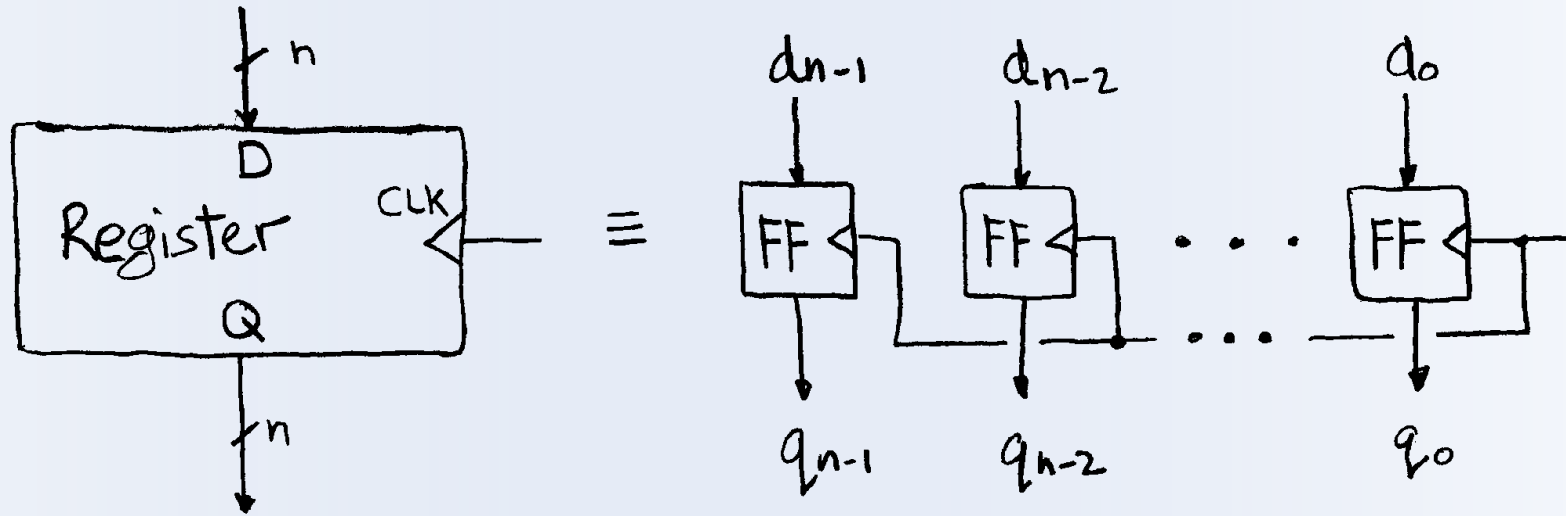 n
D
CLK
Register
Q
n
≡
dn-1 dn-2 d0
FF FF . . . FF
. . .
qn-1 qn-2 q0